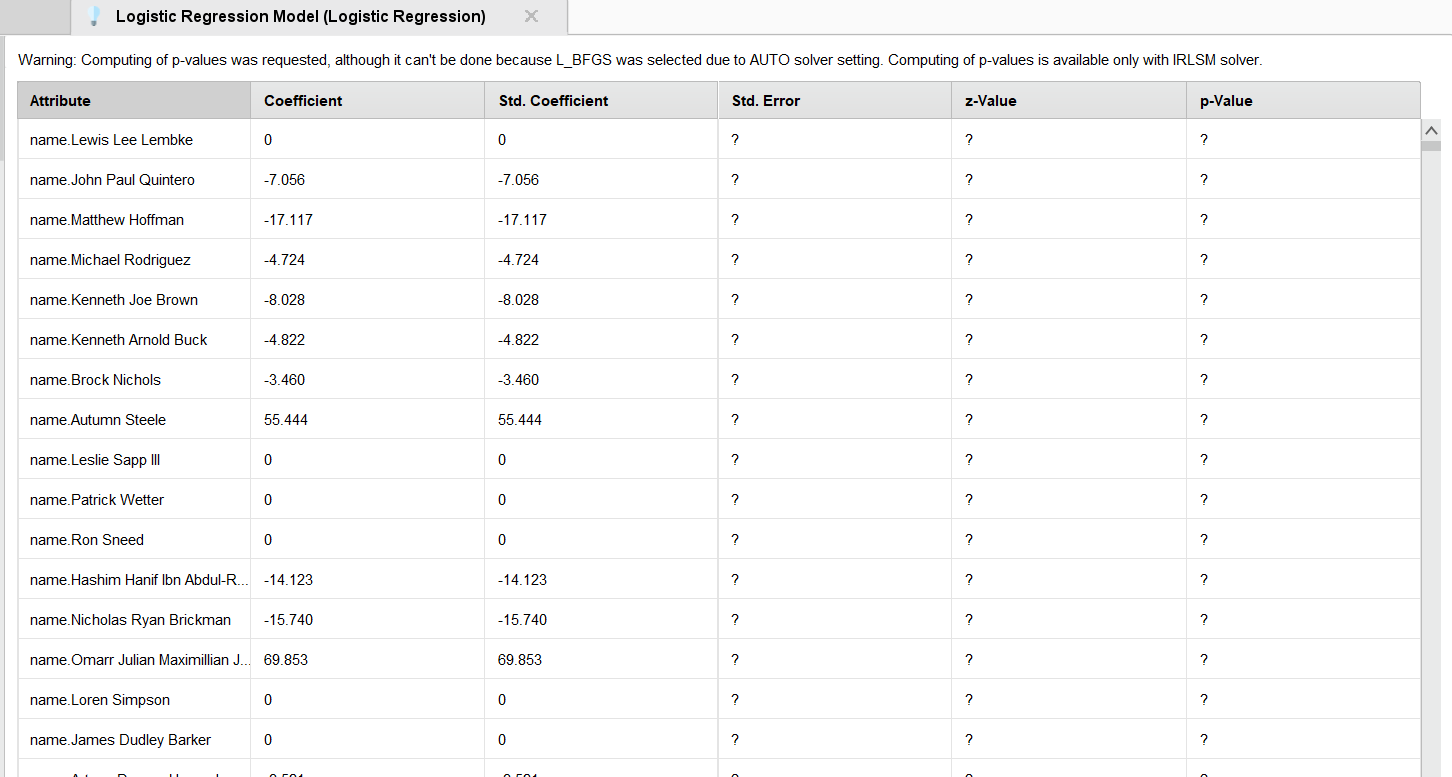 Logistic Regression Model (Logistic Regression)
Warning: Computing of p-values was requested, although it can't be done because L_BFGS was selected due to AUTO solver setting. Computing of p-values is available only with IRLSM solver.
Attribute Coefficient Std. Coefficient Std. Error z-Value p-Value
name.Lewis Lee Lembke 0 0 ? ? ?
name.John Paul Quintero -7.056 -7.056 ? ? ?
name.Matthew Hoffman -17.117 -17.117 ? ? ?
name.Michael Rodriguez -4.724 -4.724 ? ? ?
name.Kenneth Joe Brown -8.028 -8.028 ? ? ?
name.Kenneth Arnold Buck -4.822 -4.822 ? ? ?
name.Brock Nichols -3.460 -3.460 ? ? ?
name.Autumn Steele 55.444 55.444 ? ? ?
name.Leslie Sapp III 0 0 ? ? ?
name.Patrick Wetter 0 0 ? ? ?
name.Ron Sneed 0 0 ? ? ?
name.Hashim Hanif Ibn Abdul-R... -14.123 -14.123 ? ? ?
name.Nicholas Ryan Brickman -15.740 -15.740 ? ? ?
name.Omarr Julian Maximillian J... 69.853 69.853 ? ? ?
name.Loren Simpson 0 0 ? ? ?
name.James Dudley Barker 0 0 ? ? ?